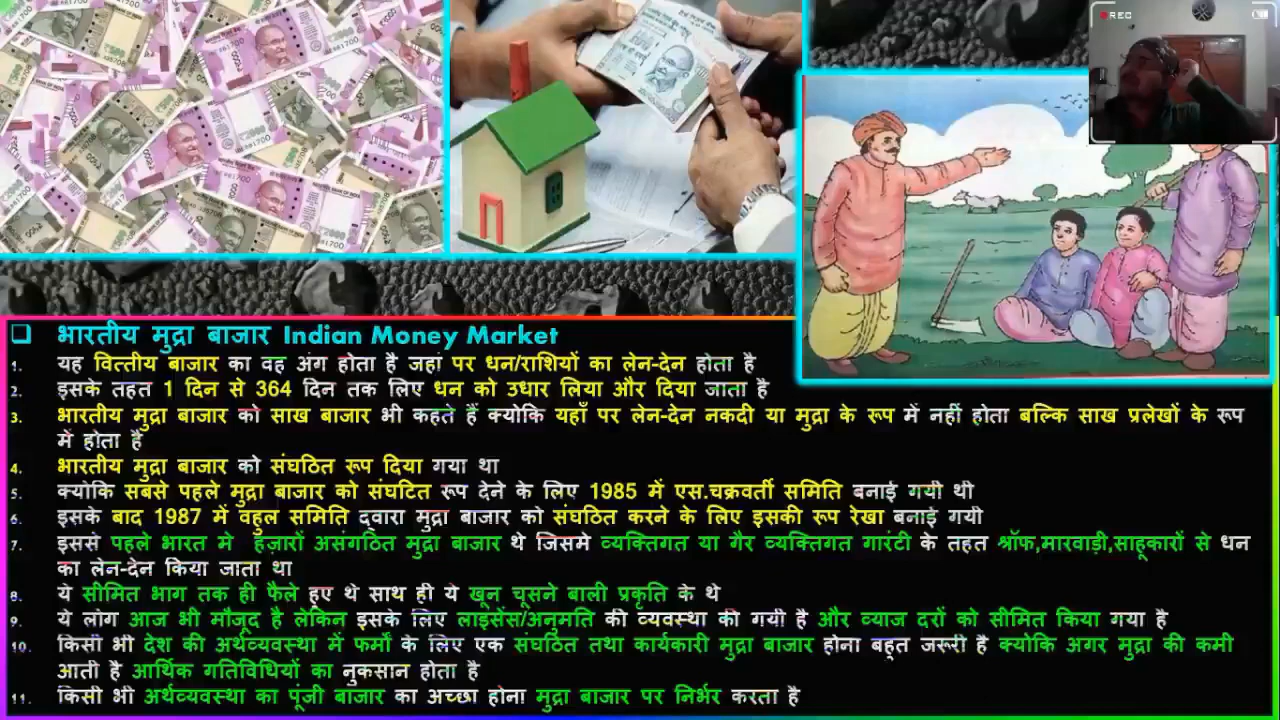 REC
भारतीय मुद्रा बाजार Indian Money Market
1. यह वित्तीय बाजार का वह अंग होता है जहां पर धन/राशियों का लेन-देन होता है
2. इसके तहत 1 दिन से 364 दिन तक लिए धन को उधार लिया और दिया जाता है
3. भारतीय मुद्रा बाजार को साख बाजार भी कहते हैं क्योकि यहाँ पर लेन-देन नकदी या मुद्रा के रूप में नहीं होता बल्कि साख प्रलेखों के रूप
में होता है
4. भारतीय मुद्रा बाजार को संघठित रूप दिया गया था
5. क्योकि सबसे पहले मुद्रा बाजार को संघटित रूप देने के लिए 1985 में एस.चक्रवर्ती समिति बनाई गयी थी
6. इसके बाद 1987 में वहुल समिति द्वारा मुद्रा बाजार को संघठित करने के लिए इसकी रूप रेखा बनाई गयी
7. इससे पहले भारत मे हज़ारों असंगठित मुद्रा बाजार थे जिसमे व्यक्तिगत या गैर व्यक्तिगत गारंटी के तहत श्रॉफ,मारवाड़ी,साहूकारों से धन
का लेन-देन किया जाता था
8. ये सीमित भाग तक ही फैले हुए थे साथ ही ये खून चूसने बाली प्रकृति के थे
9. ये लोग आज भी मौजूद है लेकिन इसके लिए लाइसेंस/अनुमति की व्यवस्था की गयी है और व्याज दरों को सीमित किया गया है
10. किसी भी देश की अर्थव्यवस्था में फर्मों के लिए एक संघठित तथा कार्यकारी मुद्रा बाजार होना बहुत जरूरी हैं क्योकि अगर मुद्रा की कमी
आती है आर्थिक गतिविधियों का नुकसान होता है
11. किसी भी अर्थव्यवस्था का पूंजी बाजार का अच्छा होना मुद्रा बाजार पर निर्भर करता है